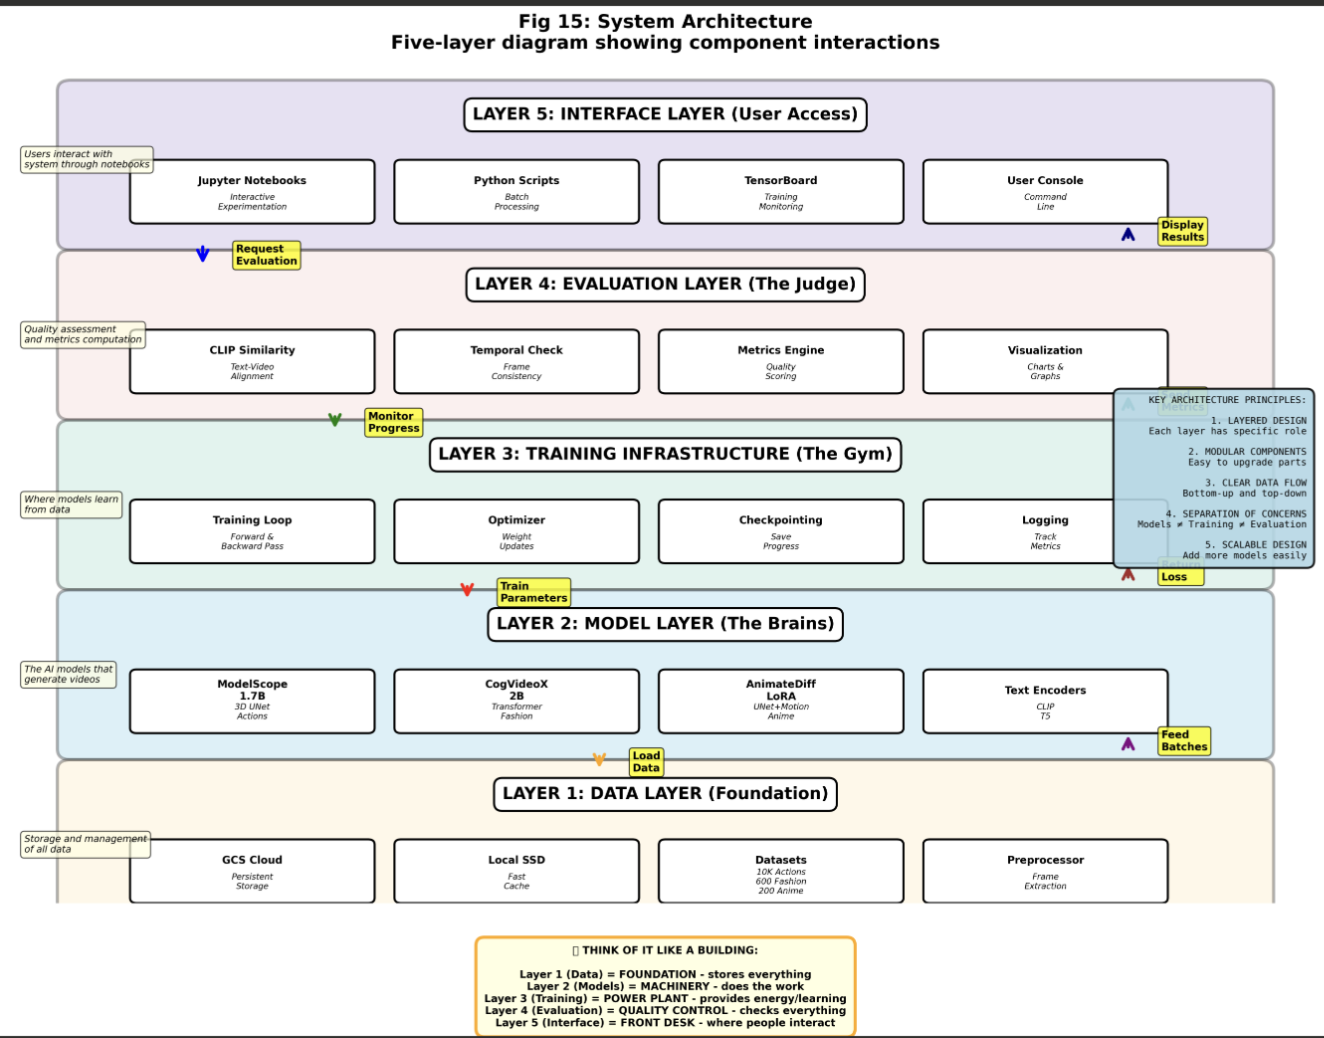 Fig 15: System Architecture
Five-layer diagram showing component interactions
LAYER 5: INTERFACE LAYER (User Access)
Users interact with
system through notebooks
Jupyter Notebooks
Interactive
Experimentation
Python Scripts
Batch
Processing
TensorBoard
Training
Monitoring
User Console
Command
Line
Request
Evaluation
Display
Results
LAYER 4: EVALUATION LAYER (The Judge)
Quality assessment
and metrics computation
CLIP Similarity
Text-Video
Alignment
Temporal Check
Frame
Consistency
Metrics Engine
Quality
Scoring
Visualization
Charts &
Graphs
Monitor
Progress
Metrics
KEY ARCHITECTURE PRINCIPLES:
1. LAYERED DESIGN
Each layer has specific role
2. MODULAR COMPONENTS
Easy to upgrade parts
3. CLEAR DATA FLOW
Bottom-up and top-down
4. SEPARATION OF CONCERNS
Models ≠ Training ≠ Evaluation
5. SCALABLE DESIGN
Add more models easily
LAYER 3: TRAINING INFRASTRUCTURE (The Gym)
Where models learn
from data
Training Loop
Forward &
Backward Pass
Optimizer
Weight
Updates
Checkpointing
Save
Progress
Logging
Track
Metrics
Train
Parameters
Return
Loss
LAYER 2: MODEL LAYER (The Brains)
The AI models that
generate videos
ModelScope
1.7B
3D UNet
Actions
CogVideoX
2B
Transformer
Fashion
AnimateDiff
LoRA
UNet+Motion
Anime
Text Encoders
CLIP
T5
Load
Data
Feed
Batches
LAYER 1: DATA LAYER (Foundation)
Storage and management
of all data
GCS Cloud
Persistent
Storage
Local SSD
Fast
Cache
Datasets
10K Actions
600 Fashion
200 Anime
Preprocessor
Frame
Extraction
THINK OF IT LIKE A BUILDING:
Layer 1 (Data) = FOUNDATION - stores everything
Layer 2 (Models) = MACHINERY - does the work
Layer 3 (Training) = POWER PLANT - provides energy/learning
Layer 4 (Evaluation) = QUALITY CONTROL - checks everything
Layer 5 (Interface) = FRONT DESK - where people interact